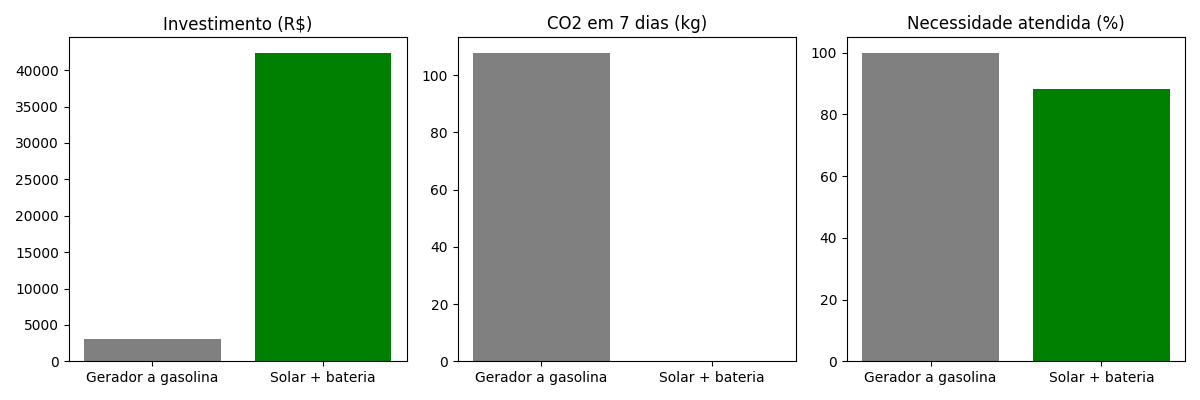 Investimento (R$)
40000
35000
30000
25000
20000
15000
10000
5000
0
Gerador a gasolina
Solar + bateria
CO2 em 7 dias (kg)
100
80
60
40
20
0
Gerador a gasolina
Solar + bateria
Necessidade atendida (%)
100
80
60
40
20
0
Gerador a gasolina
Solar + bateria